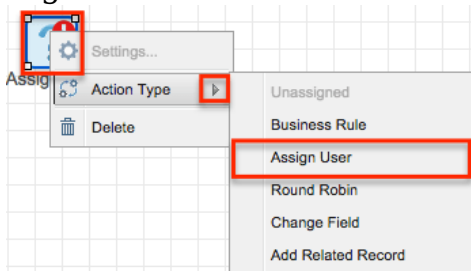 Settings...
Assig
Action Type
Unassigned
Delete
Business Rule
Assign User
Round Robin
Change Field
Add Related Record